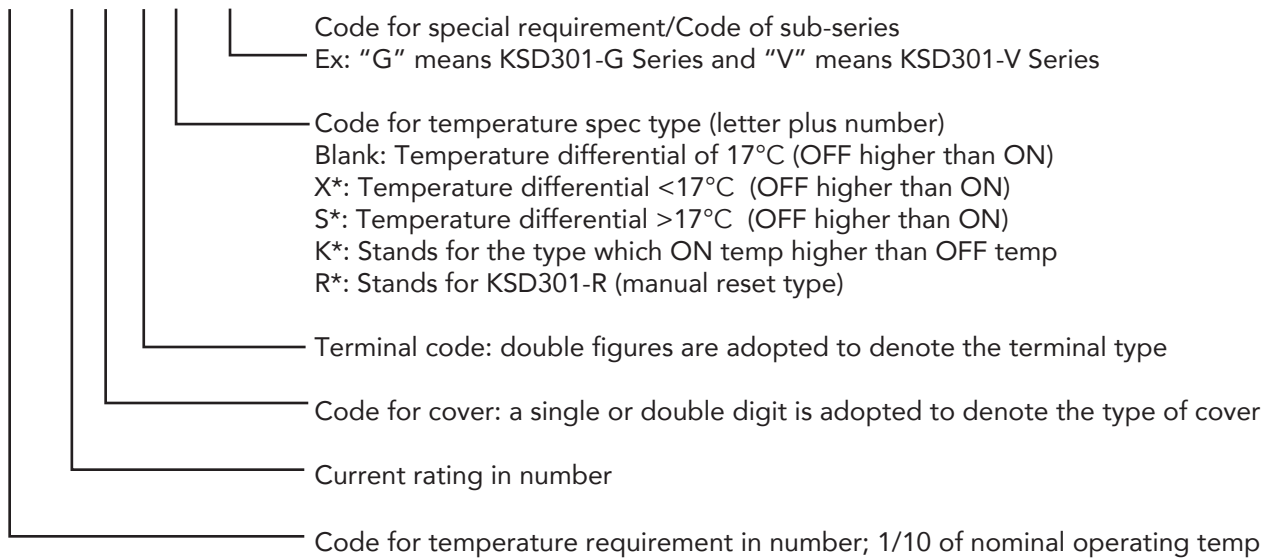 Code for special requirement/Code of sub-series
Ex: “G” means KSD301-G Series and “V” means KSD301-V Series
Code for temperature spec type (letter plus number)
Blank: Temperature differential of 17°C (OFF higher than ON)
X*: Temperature differential <17°C (OFF higher than ON)
S*: Temperature differential >17°C (OFF higher than ON)
K*: Stands for the type which ON temp higher than OFF temp
R*: Stands for KSD301-R (manual reset type)
Terminal code: double figures are adopted to denote the terminal type
Code for cover: a single or double digit is adopted to denote the type of cover
Current rating in number
Code for temperature requirement in number; 1/10 of nominal operating temp